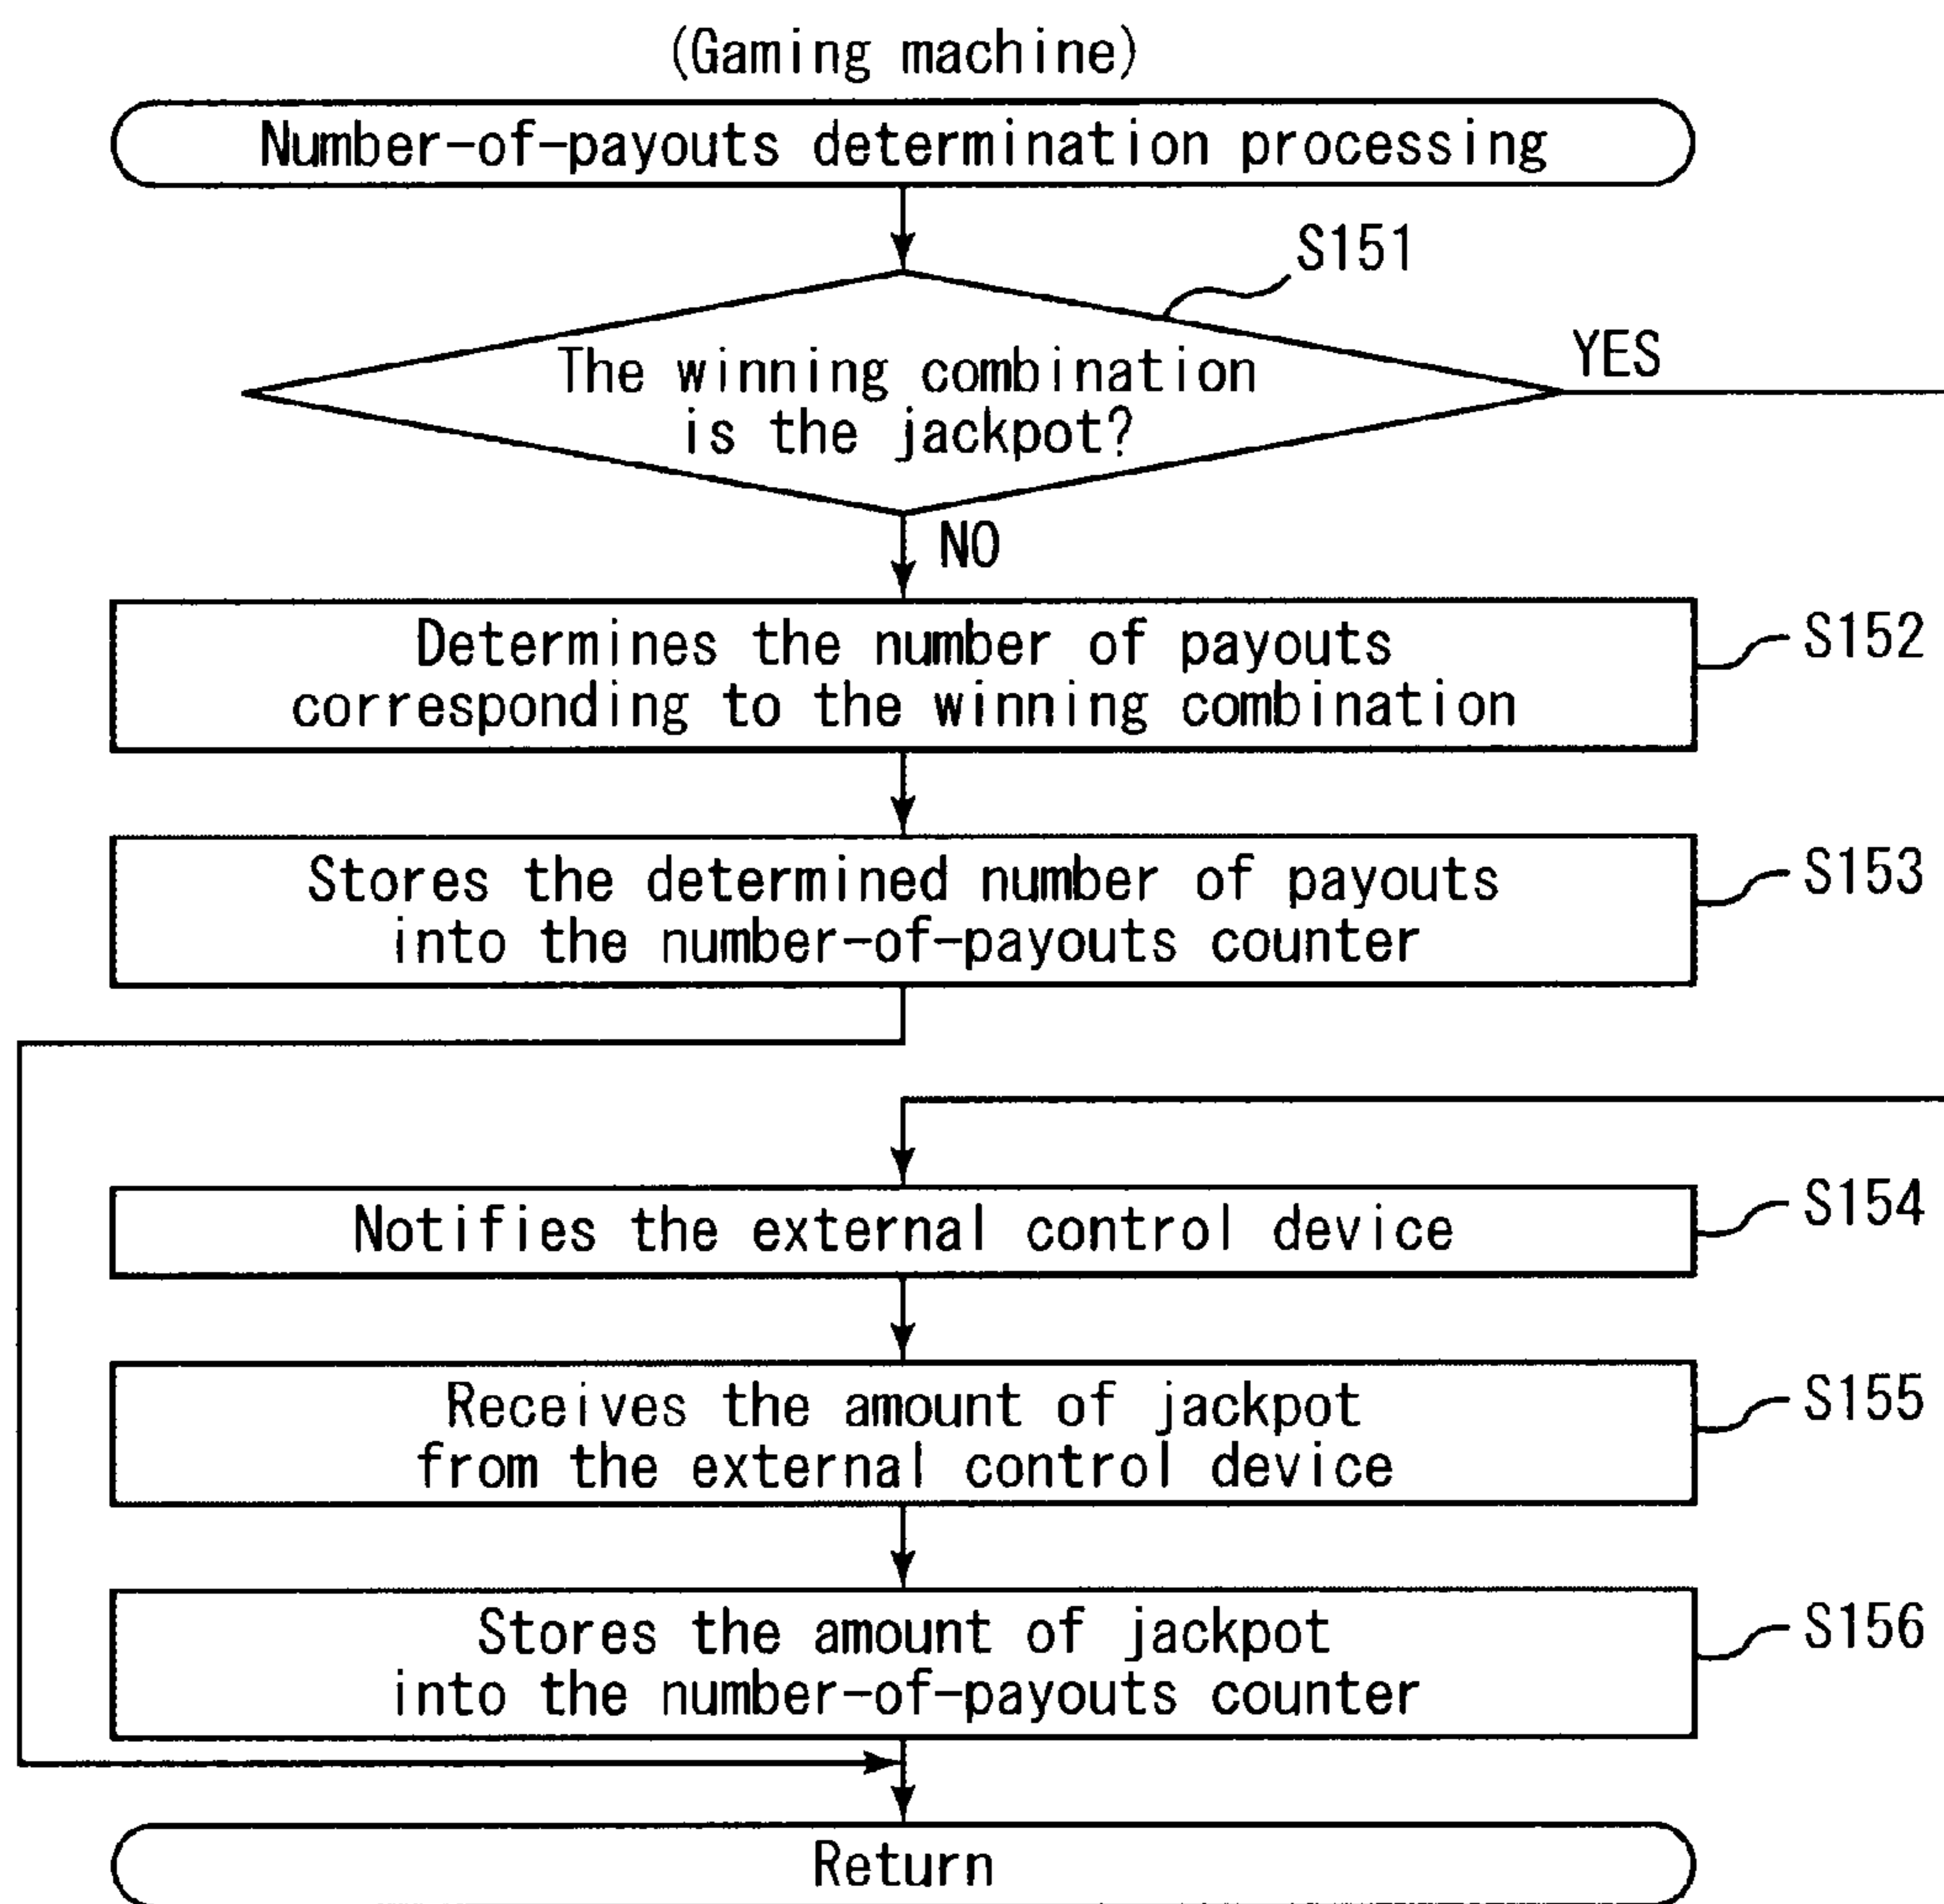 (Gaming machine)
Number-of-payouts determination processing
S151
The winning combination
is the jackpot?
YES
NO
Determines the number of payouts
corresponding to the winning combination
S152
Stores the determined number of payouts
into the number-of-payouts counter
S153
Notifies the external control device
S154
Receives the amount of jackpot
from the external control device
S155
Stores the amount of jackpot
into the number-of-payouts counter
S156
Return